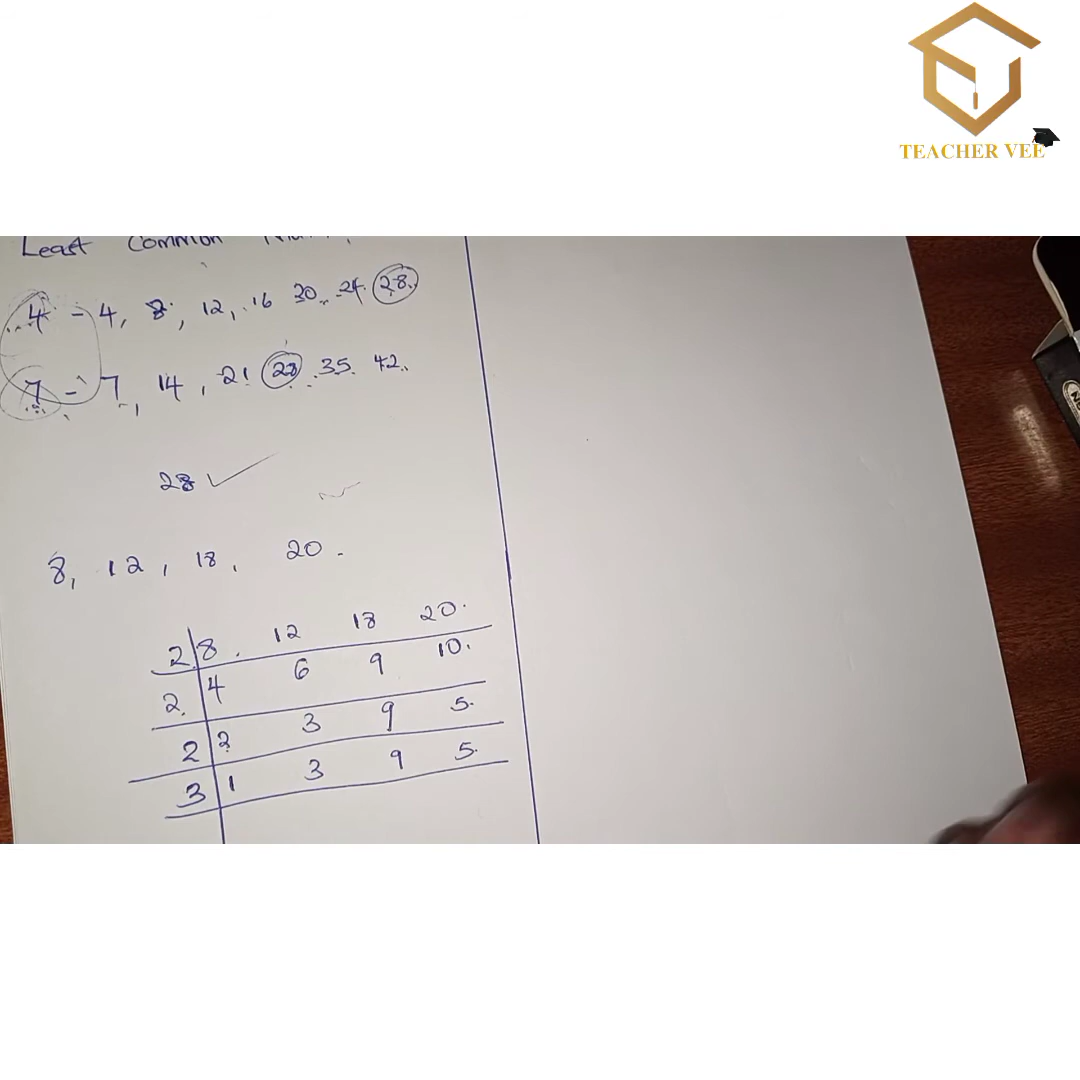 TEACHER VEE
Least Common
4 - 4, 8, 12, 16 20 24 28
7 - 7, 14, 21 28 35 42
28 ✓
8, 12, 18, 20.
2 8 12 18 20
2 4 6 9 10
2 2 3 9 5
3 1 3 9 5